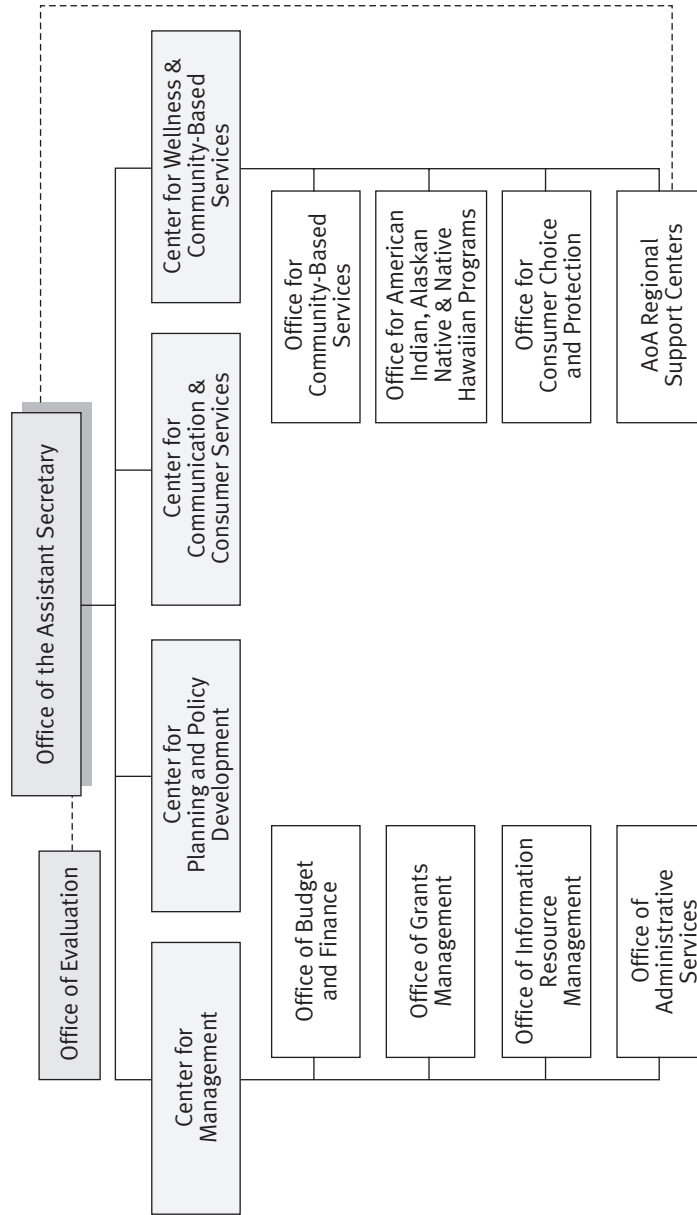 Office of the Assistant Secretary
Office of Evaluation
Center for
Management
Center for
Planning and Policy
Development
Center for
Communication &
Consumer Services
Center for Wellness &
Community-Based
Services
Office of Budget
and Finance
Office of Grants
Management
Office of Information
Resource
Management
Office of
Administrative
Services
Office for
Community-Based
Services
Office for American
Indian, Alaskan
Native & Native
Hawaiian Programs
Office for
Consumer Choice
and Protection
AoA Regional
Support Centers